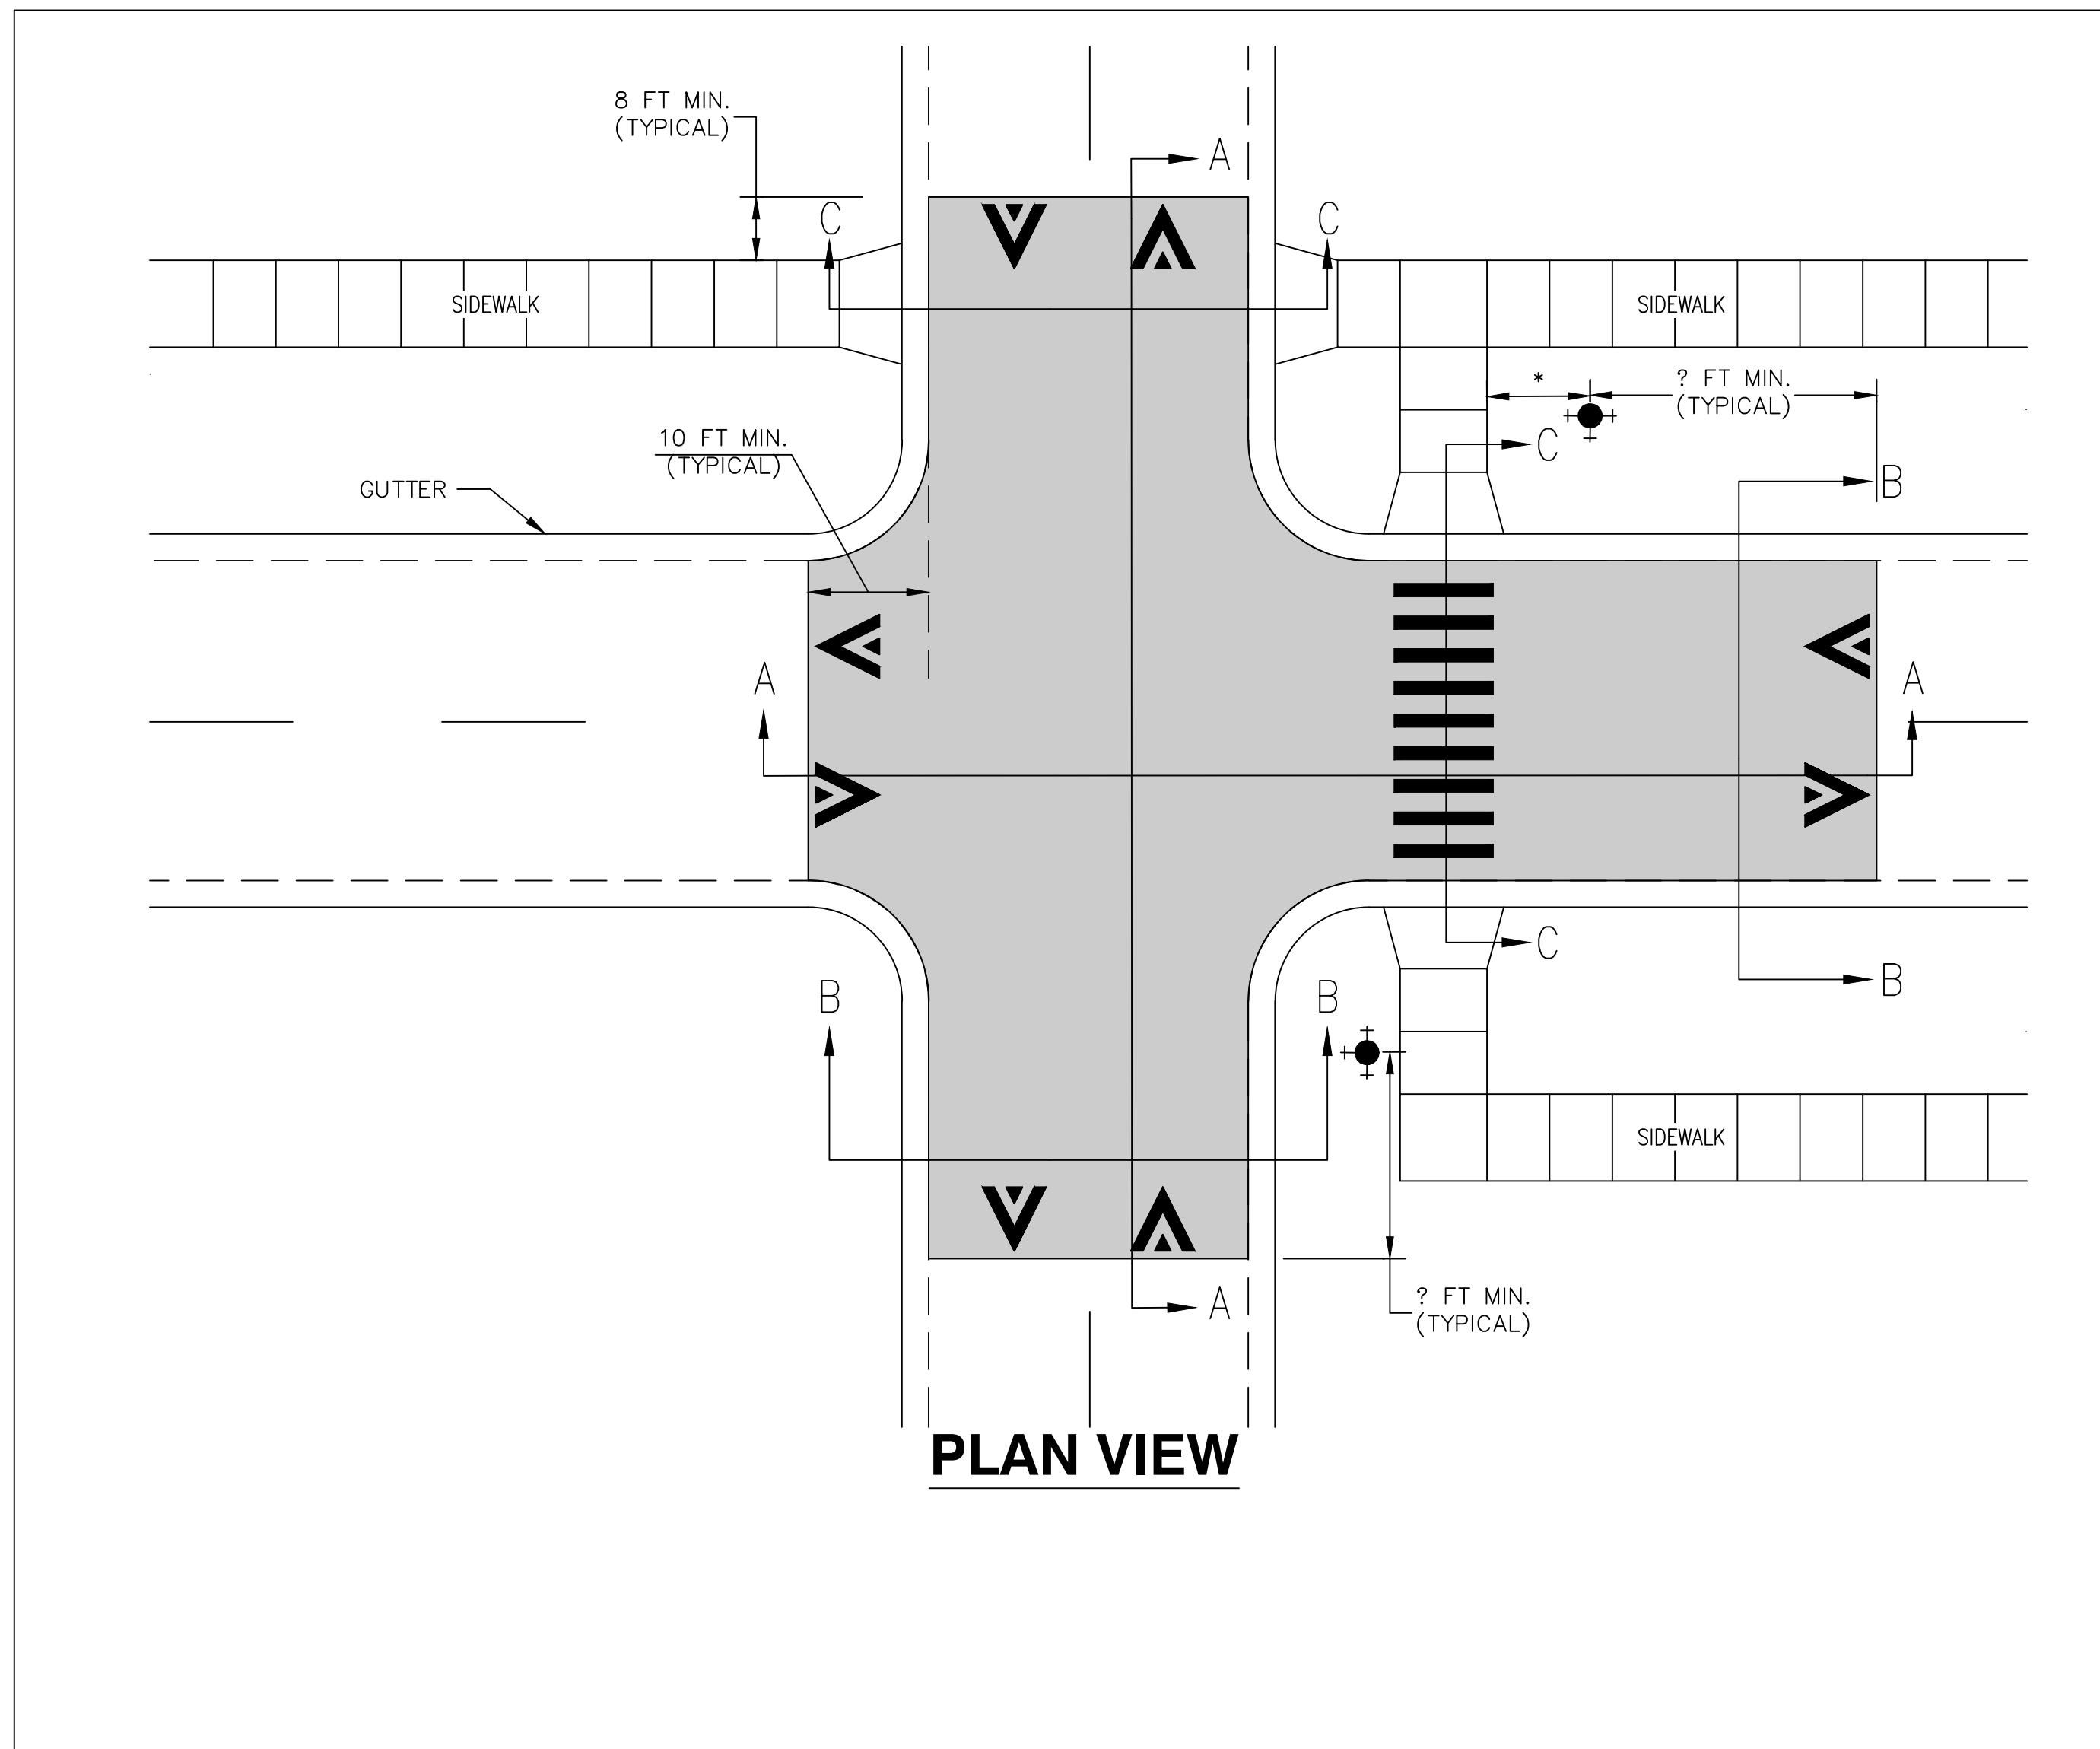 8 FT MIN.
(TYPICAL)
A
C
C
SIDEWALK
SIDEWALK
*
? FT MIN.
(TYPICAL)
10 FT MIN.
(TYPICAL)
C
GUTTER
B
A
A
C
B
B
B
SIDEWALK
A
? FT MIN.
(TYPICAL)
PLAN VIEW